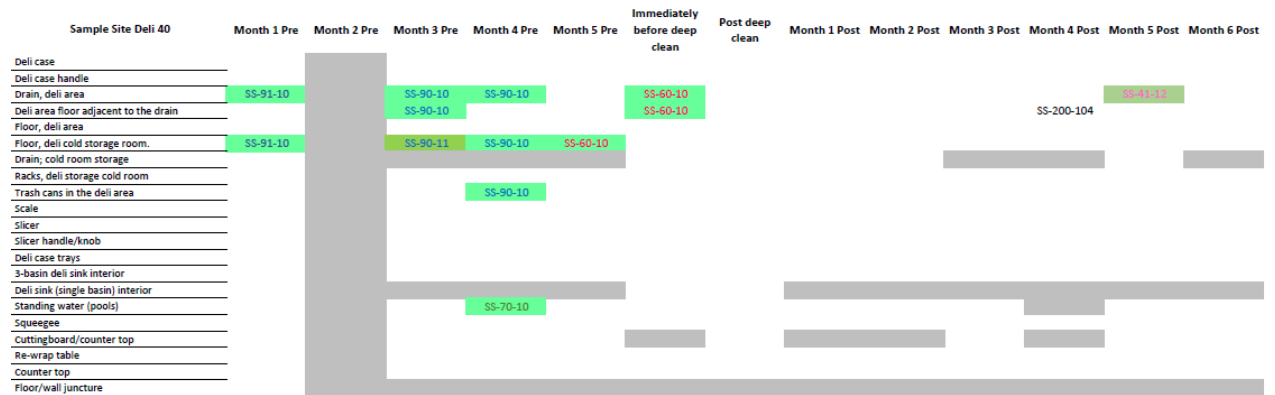 Sample Site Deli 40 Month 1 Pre Month 2 Pre Month 3 Pre Month 4 Pre Month 5 Pre Immediately before deep clean Post deep clean Month 1 Post Month 2 Post Month 3 Post Month 4 Post Month 5 Post Month 6 Post
Deli case
Deli case handle
Drain, deli area SS-91-10 SS-90-10 SS-90-10 SS-60-10 SS-41-12
Deli area floor adjacent to the drain SS-90-10 SS-60-10 SS-200-104
Floor, deli area
Floor, deli cold storage room. SS-91-10 SS-90-11 SS-90-10 SS-60-10
Drain; cold room storage
Racks, deli storage cold room
Trash cans in the deli area SS-90-10
Scale
Slicer
Slicer handle/knob
Deli case trays
3-basin deli sink interior
Deli sink (single basin) interior
Standing water (pools) SS-70-10
Squeegee
Cuttingboard/counter top
Re-wrap table
Counter top
Floor/wall juncture